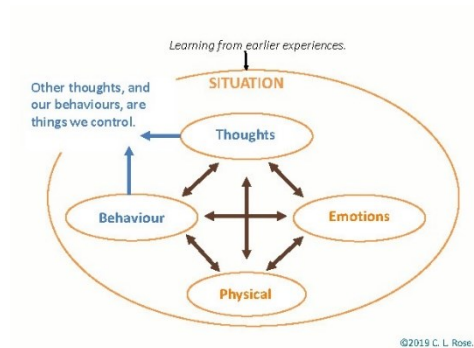 Learning from earlier experiences.
SITUATION
Other thoughts, and
our behaviours, are
things we control.
Thoughts
Behaviour
Emotions
Physical
©2019 C. L. Rose.